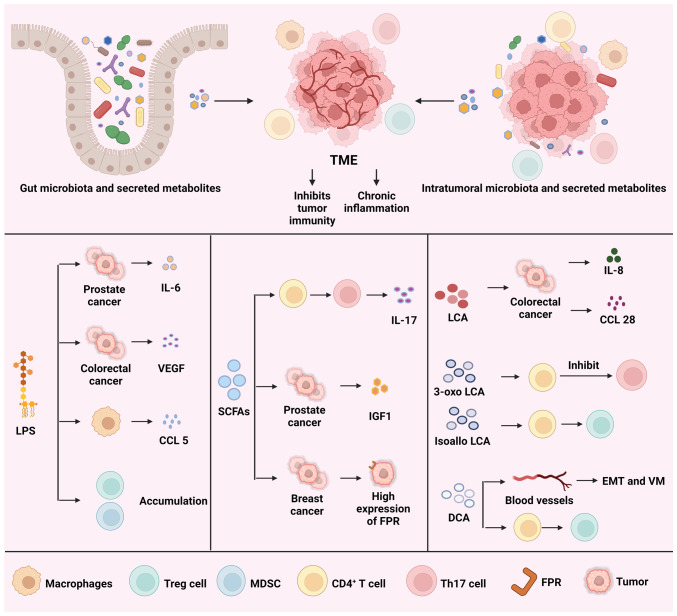 Gut microbiota and secreted metabolites
TME
Intratumoral microbiota and secreted metabolites
Inhibits
tumor
immunity
Chronic
inflammation
LPS
Prostate
cancer
IL-6
Colorectal
cancer
VEGF
CCL 5
Accumulation
SCFAs
IL-17
Prostate
cancer
IGF1
Breast
cancer
High
expression
of FPR
LCA
Colorectal
cancer
IL-8
CCL 28
3-oxo LCA
Inhibit
Isoallo LCA
DCA
Blood vessels
EMT and VM
Macrophages
Treg cell
MDSC
CD4⁺ T cell
Th17 cell
FPR
Tumor